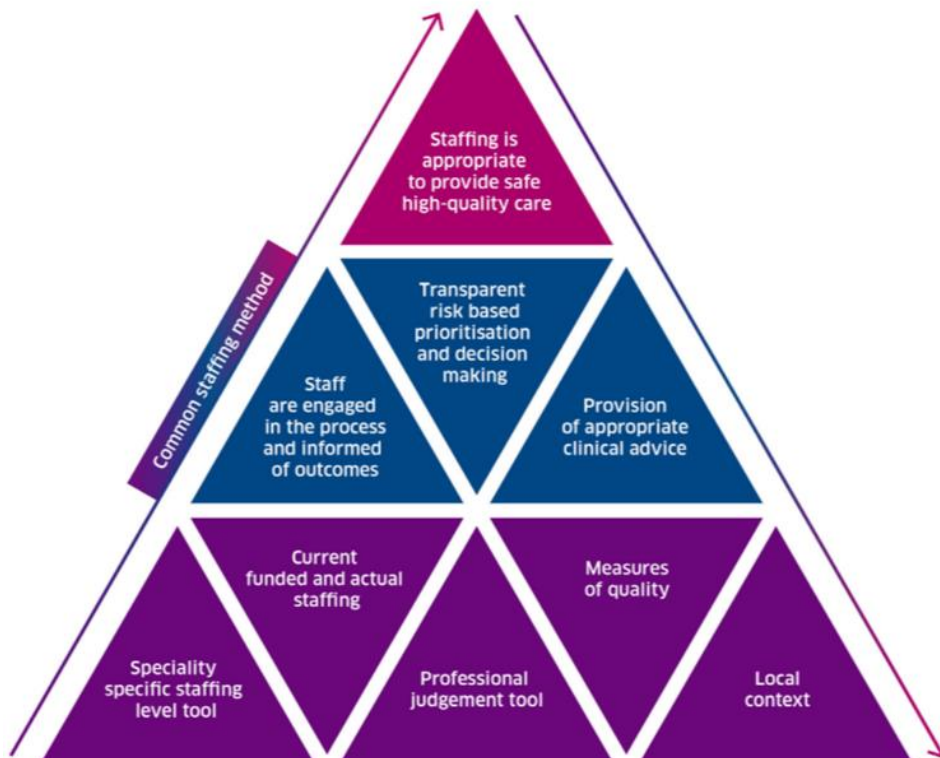 Staffing is
appropriate
to provide safe
high-quality care
Common staffing method
Transparent
risk based
prioritisation
and decision
making
Staff
are engaged
in the process
and informed
of outcomes
Provision
of appropriate
clinical advice
Current
funded and actual
staffing
Measures
of quality
Speciality
specific staffing
level tool
Professional
judgement tool
Local
context